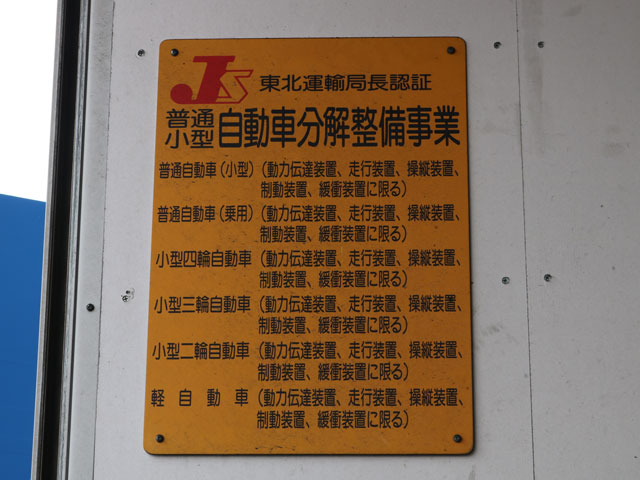 JS 東北運輸局長認証
普通
小型 自動車分解整備事業
普通自動車(小型)(動力伝達装置、走行装置、操縦装置、
制動装置、緩衝装置に限る)
普通自動車(乗用)(動力伝達装置、走行装置、操縦装置、
制動装置、緩衝装置に限る)
小型四輪自動車(動力伝達装置、走行装置、操縦装置、
制動装置、緩衝装置に限る)
小型三輪自動車(動力伝達装置、走行装置、操縦装置、
制動装置、緩衝装置に限る)
小型二輪自動車(動力伝達装置、走行装置、操縦装置、
制動装置、緩衝装置に限る)
軽自動車(動力伝達装置、走行装置、操縦装置、
制動装置、緩衝装置に限る)